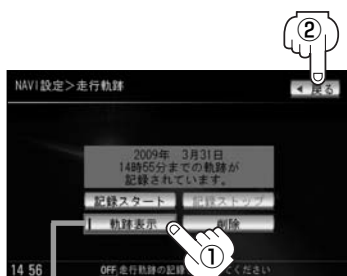 ②
NAVI設定>走行軌跡
◀ 戻る
2009年 3月31日
14時55分までの軌跡が
記録されています。
記録スタート 記録ストップ
軌跡表示 削除
①
14 56 OFF,走行軌跡の記録 ください